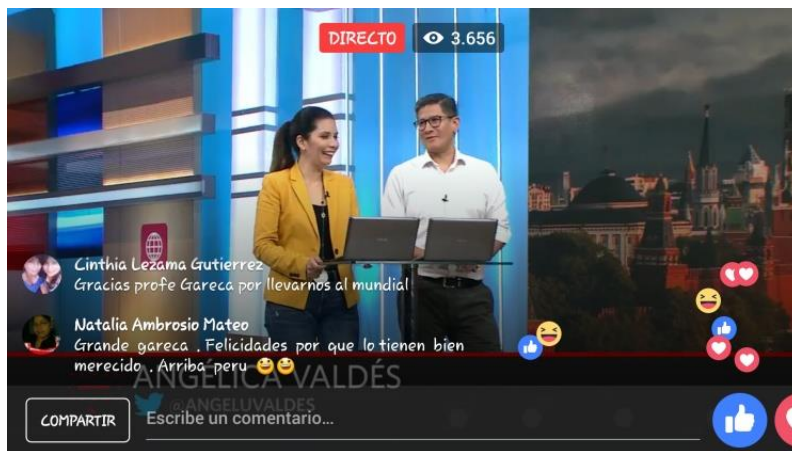 DIRECTO 3.656
Cinthia Lezama Gutierrez
Gracias profe Gareca por llevarnos al mundial
Natalia Ambrosio Mateo
Grande gareca . Felicidades por que lo tienen bien
merecido . Arriba peru
ANGÉLICA VALDÉS
@ANGELUVALDES
COMPARTIR
Escribe un comentario...